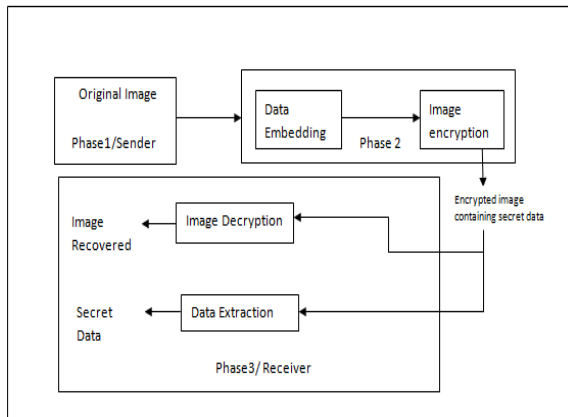 Original Image
Phase1/Sender
Data
Embedding
Image
encryption
Phase 2
Encrypted image
containing secret data
Image
Recovered
Image Decryption
Secret
Data
Data Extraction
Phase3/ Receiver